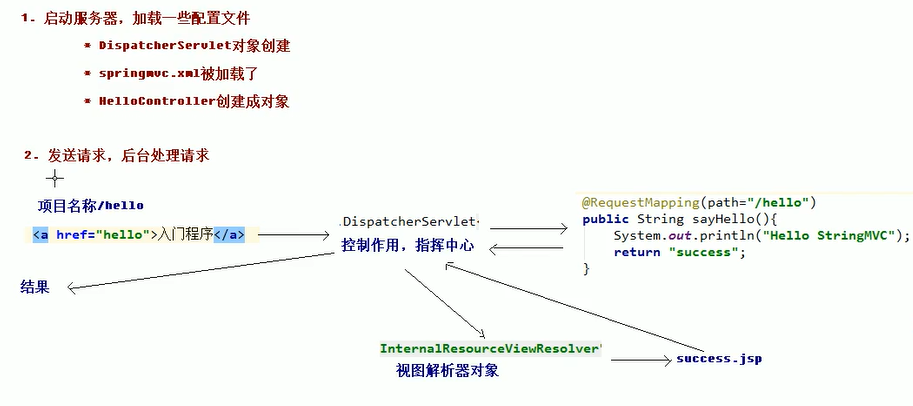 1. 启动服务器，加载一些配置文件
* DispatcherServlet对象创建
* springmvc.xml被加载了
* HelloController创建成对象
2. 发送请求，后台处理请求
项目名称/hello
<a href="hello">入门程序</a>
.DispatcherServlet
控制作用，指挥中心
@RequestMapping(path="/hello")
public String sayHello(){
System.out.println("Hello StringMVC");
return "success";
}
结果
InternalResourceViewResolver
视图解析器对象
success.jsp